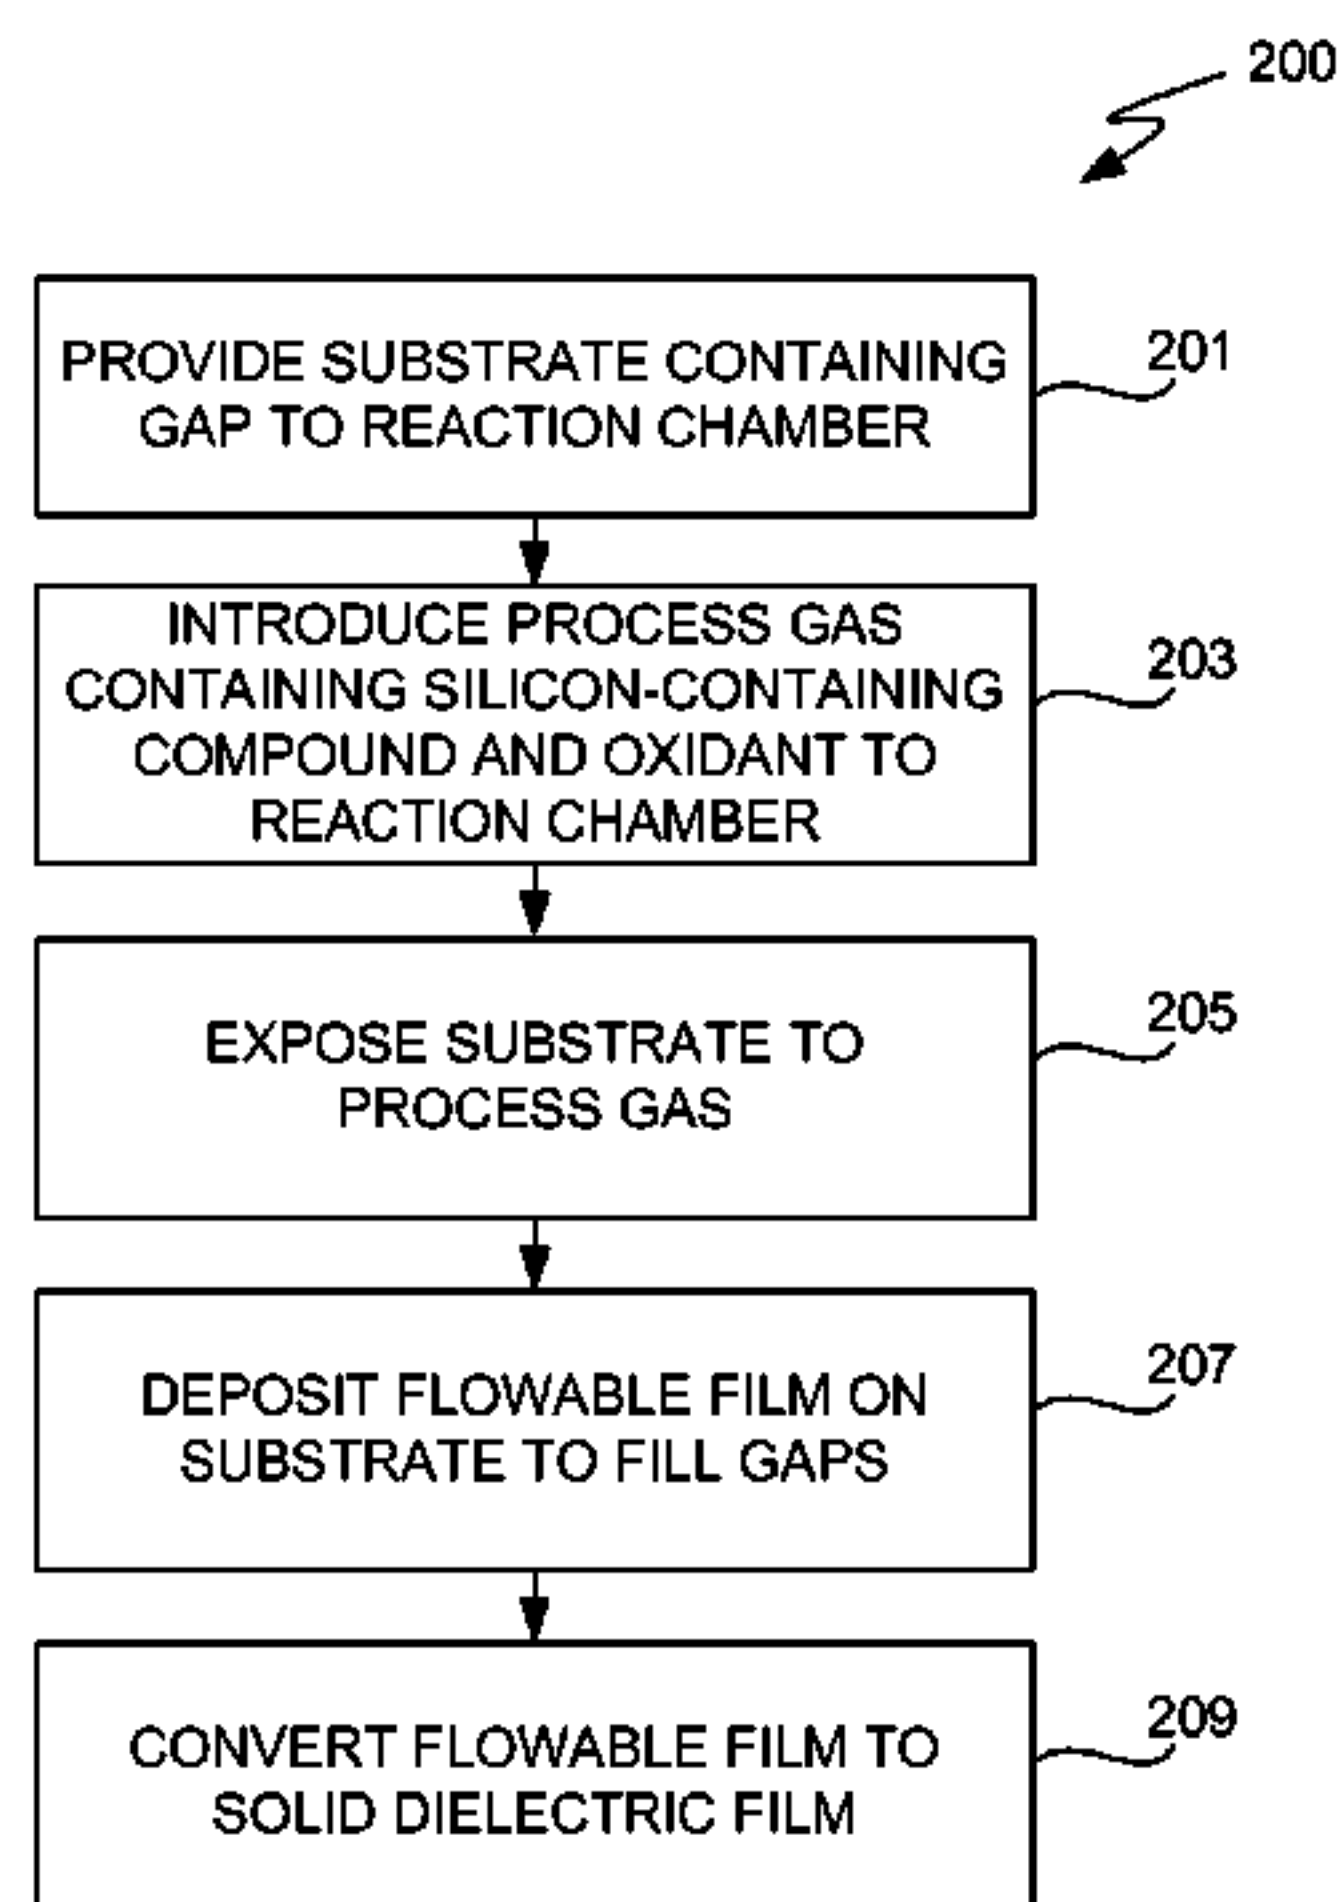 200
PROVIDE SUBSTRATE CONTAINING
GAP TO REACTION CHAMBER
201
INTRODUCE PROCESS GAS
CONTAINING SILICON-CONTAINING
COMPOUND AND OXIDANT TO
REACTION CHAMBER
203
EXPOSE SUBSTRATE TO
PROCESS GAS
205
DEPOSIT FLOWABLE FILM ON
SUBSTRATE TO FILL GAPS
207
CONVERT FLOWABLE FILM TO
SOLID DIELECTRIC FILM
209